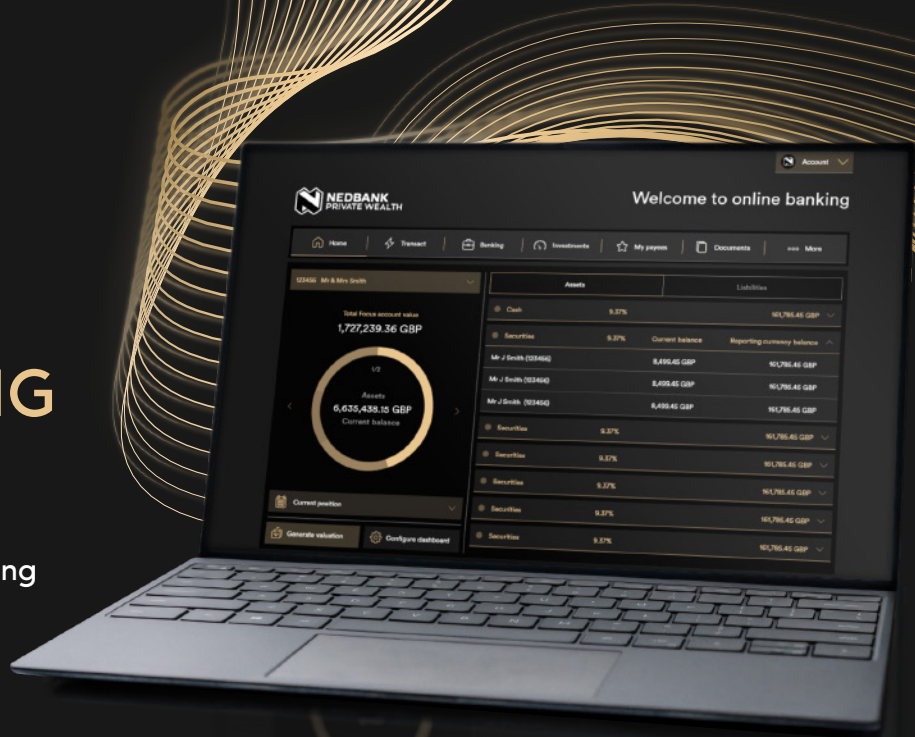 NG
ng
Account
NEDBANK
PRIVATE WEALTH
Welcome to online banking
Home Transact Banking Investments My payees Documents More
123456 Mr & Mrs Smith
Total Focus account value
1,727,239.36 GBP
1/2
Assets
6,635,438.15 GBP
Current balance
Current position
Generate valuation Configure dashboard
Assets Liabilities
Cash 9.37% 161,785.45 GBP
Securities 9.37% Current balance Reporting currency balance
Mr J Smith (123456) 8,499.45 GBP 161,785.45 GBP
Mr J Smith (123456) 8,499.45 GBP 161,785.45 GBP
Mr J Smith (123456) 8,499.45 GBP 161,785.45 GBP
Securities 9.37% 161,785.45 GBP
Securities 9.37% 161,785.45 GBP
Securities 9.37% 161,785.45 GBP
Securities 9.37% 161,785.45 GBP
Securities 9.37% 161,785.45 GBP